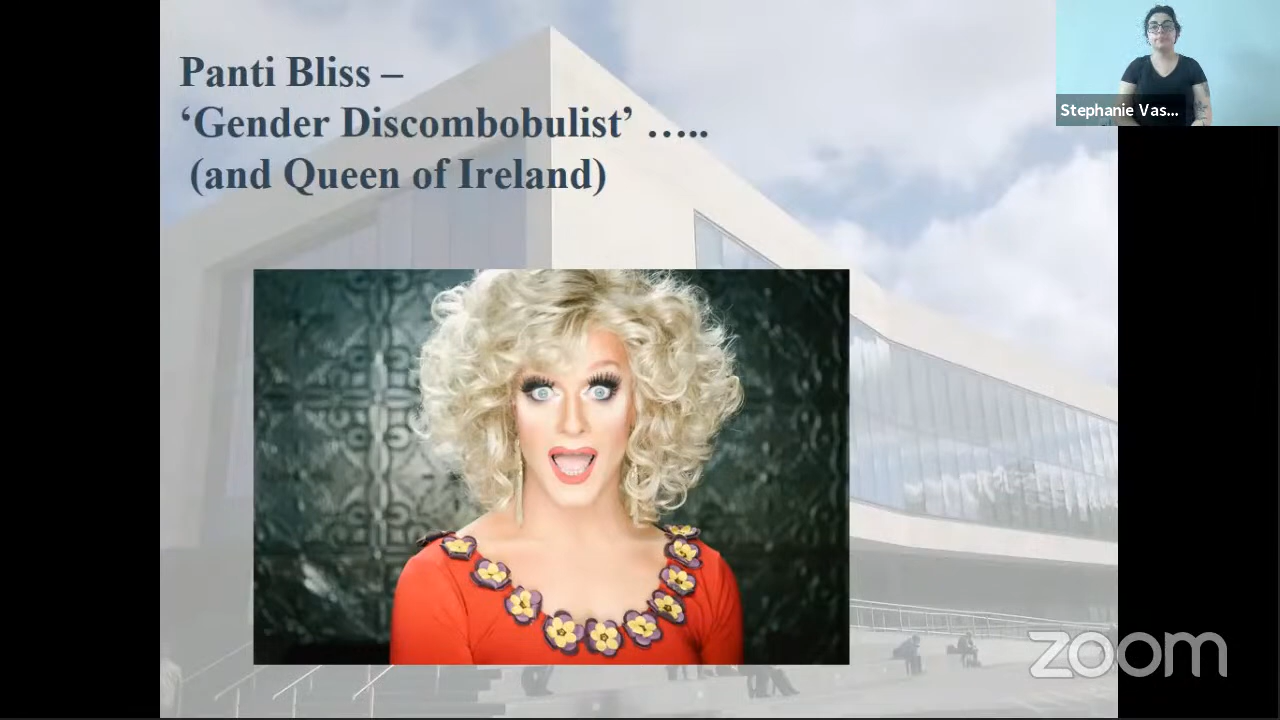 Panti Bliss –
‘Gender Discombobulist’ …..
(and Queen of Ireland)
Stephanie Vas...
zoom